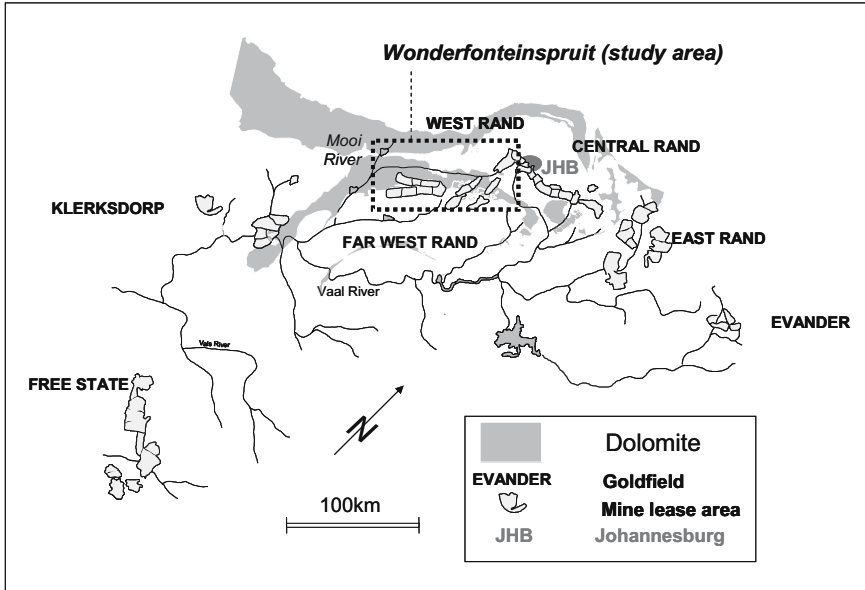 Wonderfonteinspruit (study area)
WEST RAND
Mooi
River
CENTRAL RAND
JHB
KLERKSDORP
FAR WEST RAND
EAST RAND
Vaal River
EVANDER
Vals River
FREE STATE
N
100km
Dolomite
EVANDER Goldfield
Mine lease area
JHB Johannesburg